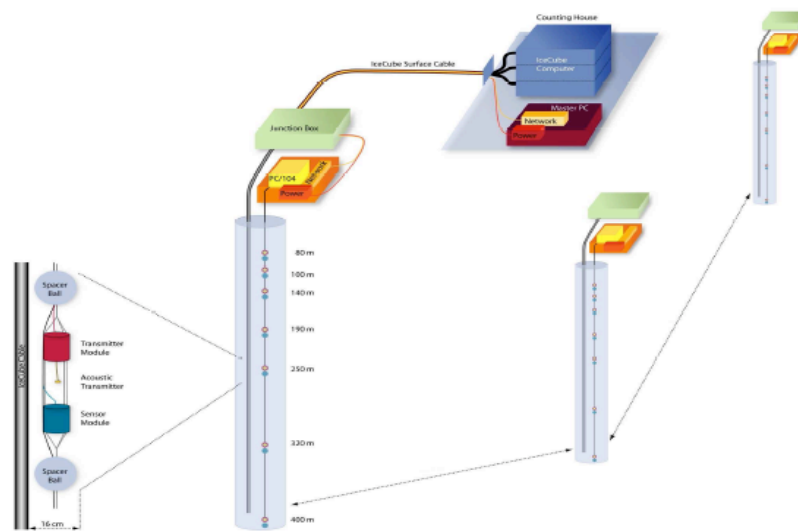 Counting House
IceCube Surface Cable
IceCube
Computer
Master PC
Network
Power
Junction Box
PC/104
Network
Power
80 m
100 m
140 m
190 m
250 m
320 m
400 m
Spacer
Ball
Transmitter
Module
Acoustic
Transmitter
Sensor
Module
Spacer
Ball
16 cm